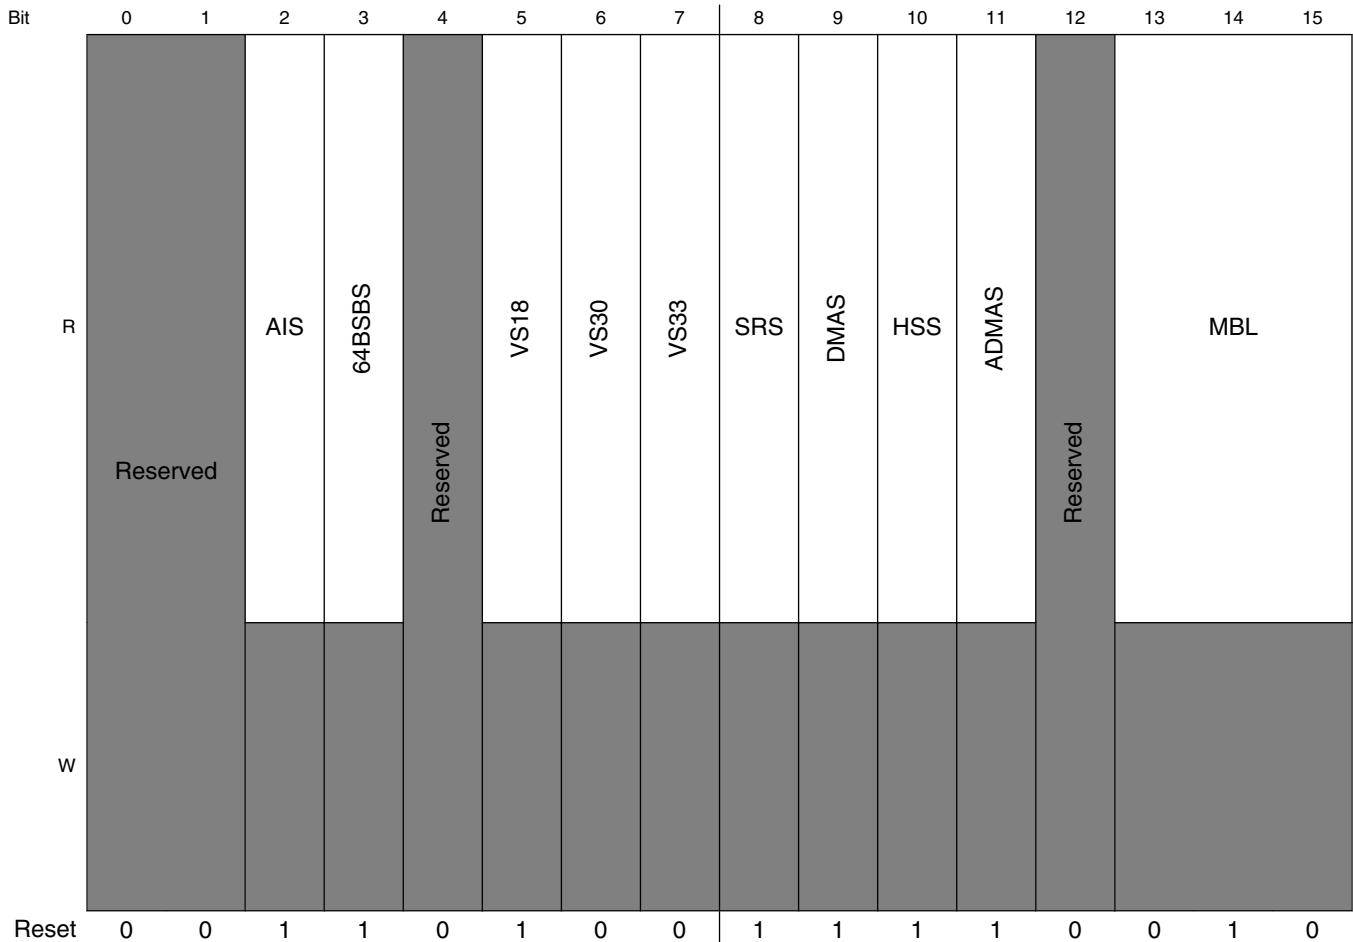 Bit 0 1 2 3 4 5 6 7 8 9 10 11 12 13 14 15
R AIS 64BSBS VS18 VS30 VS33 SRS DMAS HSS ADMAS MBL
Reserved Reserved Reserved
W
Reset 0 0 1 1 0 1 0 0 1 1 1 1 0 0 1 0